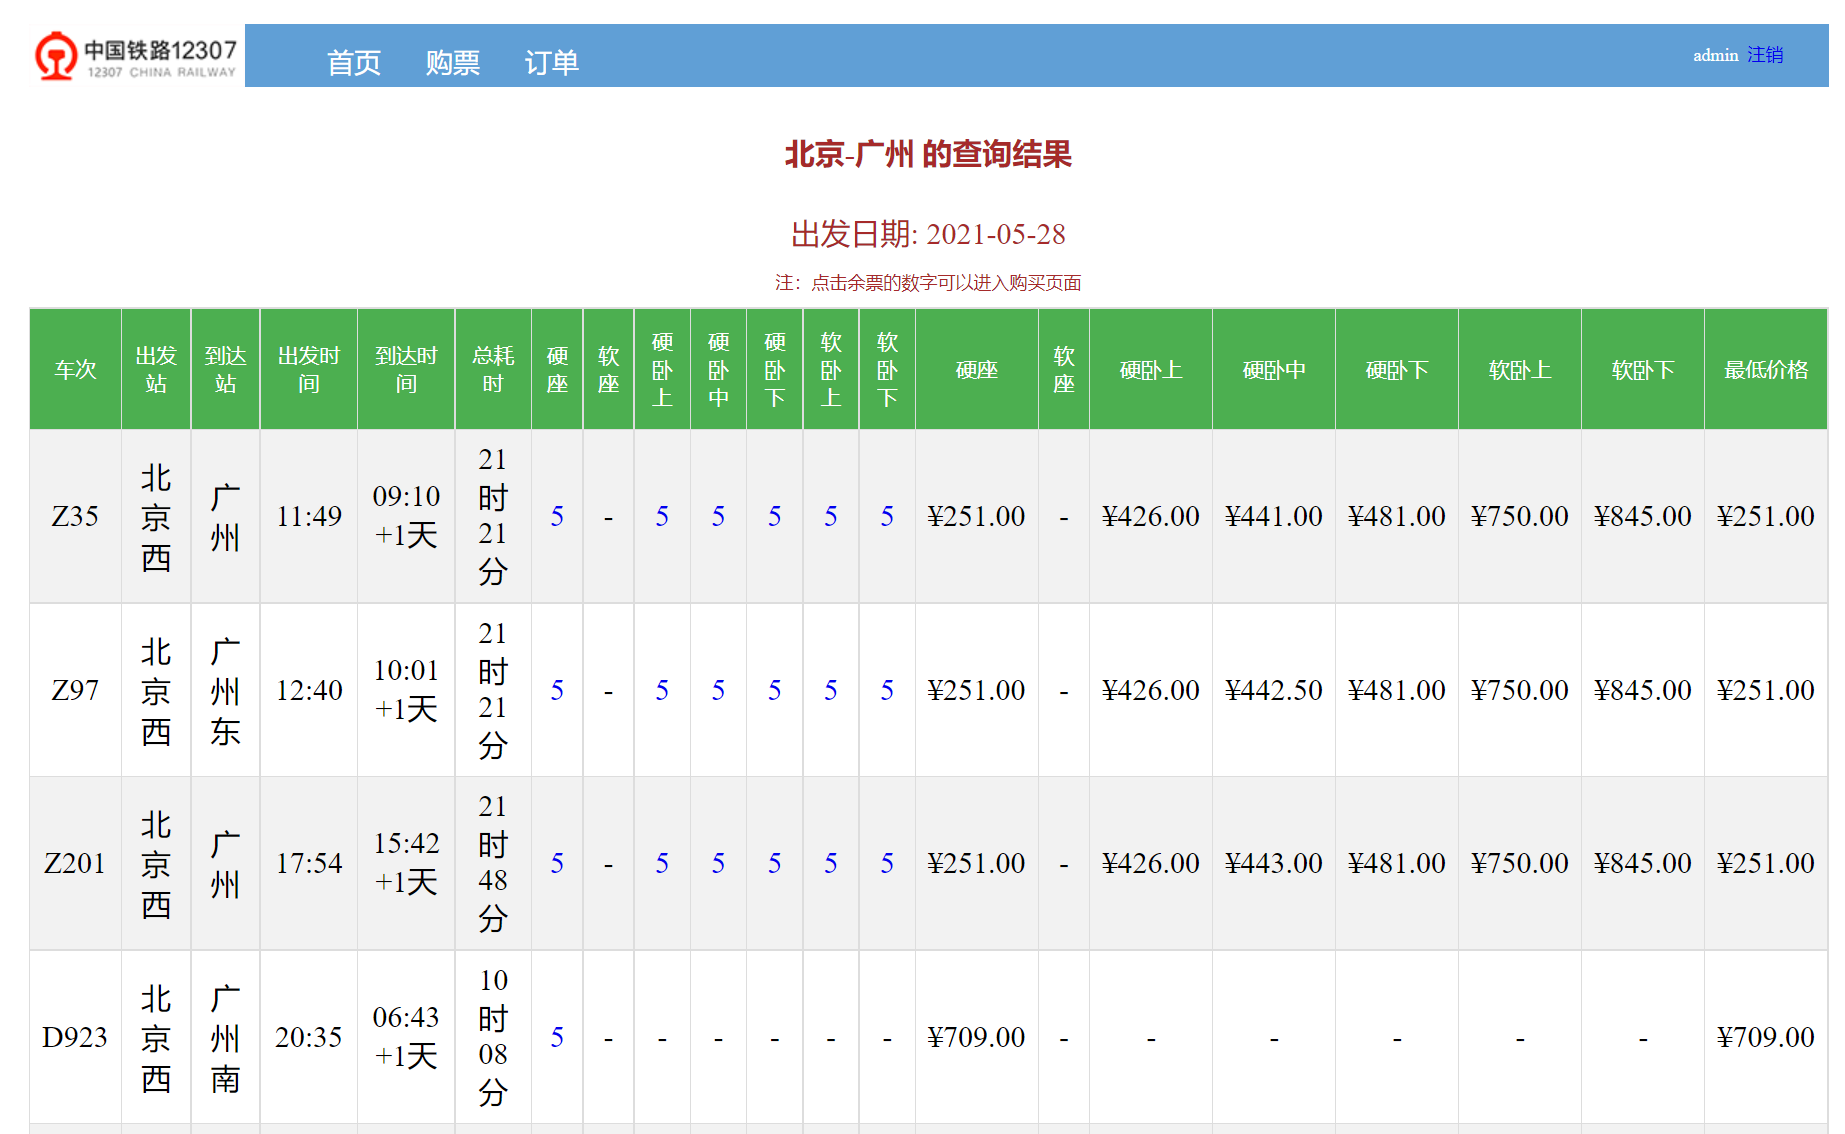 中国铁路12307
12307 CHINA RAILWAY
首页 购票 订单
admin 注销
北京-广州 的查询结果
出发日期: 2021-05-28
注：点击余票的数字可以进入购买页面
车次 出发站 到达站 出发时间 到达时间 总耗时 硬座 软座 硬卧上 硬卧中 硬卧下 软卧上 软卧下 硬座 软座 硬卧上 硬卧中 硬卧下 软卧上 软卧下 最低价格
Z35 北京西 广州 11:49 09:10 +1天 21时21分 5 - 5 5 5 5 5 ¥251.00 - ¥426.00 ¥441.00 ¥481.00 ¥750.00 ¥845.00 ¥251.00
Z97 北京西 广州东 12:40 10:01 +1天 21时21分 5 - 5 5 5 5 5 ¥251.00 - ¥426.00 ¥442.50 ¥481.00 ¥750.00 ¥845.00 ¥251.00
Z201 北京西 广州 17:54 15:42 +1天 21时48分 5 - 5 5 5 5 5 ¥251.00 - ¥426.00 ¥443.00 ¥481.00 ¥750.00 ¥845.00 ¥251.00
D923 北京西 广州南 20:35 06:43 +1天 10时08分 5 - - - - - - ¥709.00 - - - - - - ¥709.00